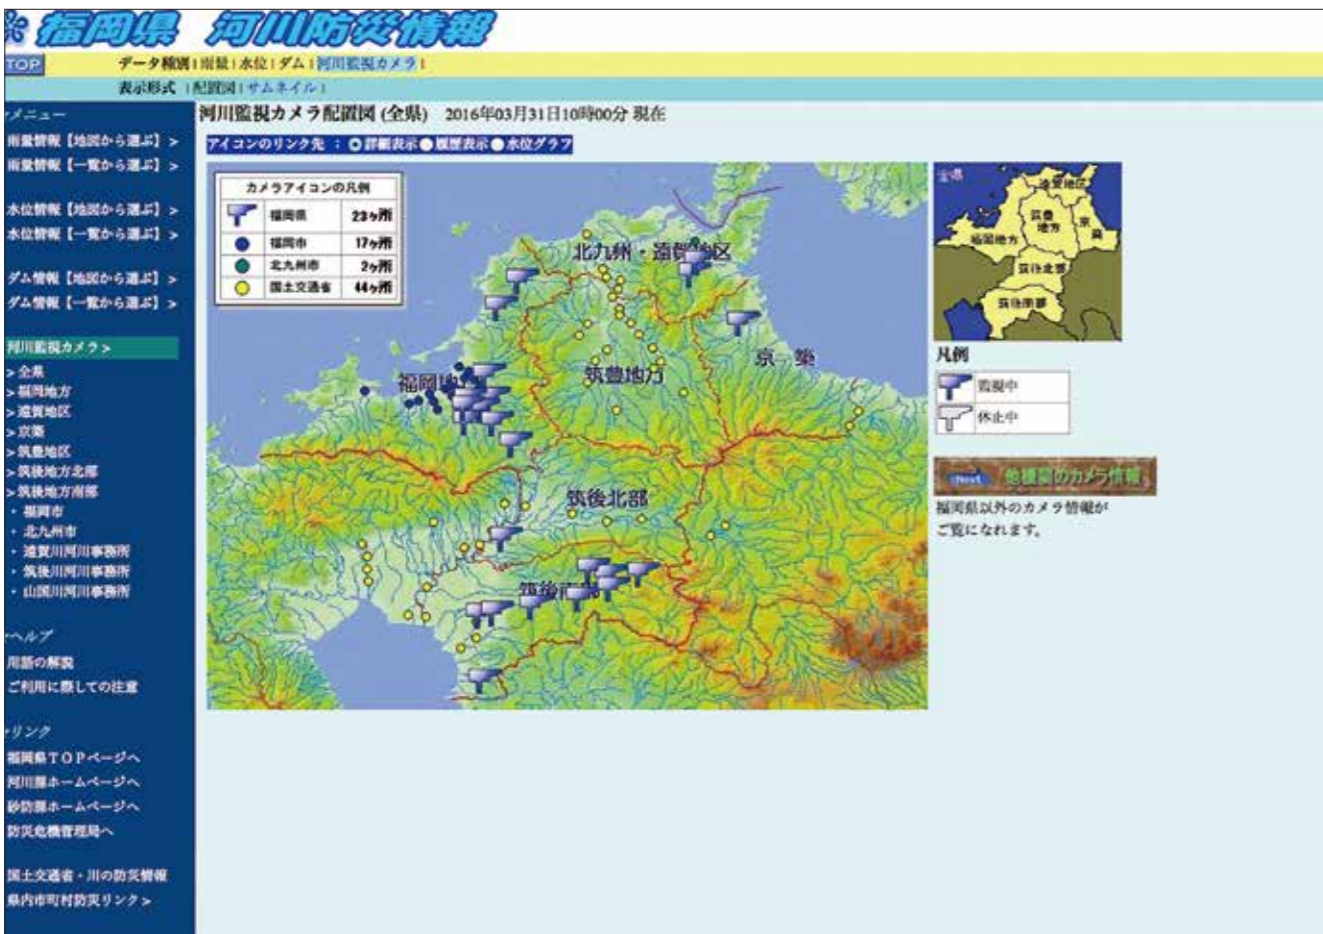 福岡県 河川防災情報
TOP
データ種別 | 雨量 | 水位 | ダム | 河川監視カメラ |
表示形式 | 配置図 | サムネイル |
メニュー
雨量情報【地図から選ぶ】>
雨量情報【一覧から選ぶ】>
水位情報【地図から選ぶ】>
水位情報【一覧から選ぶ】>
ダム情報【地図から選ぶ】>
ダム情報【一覧から選ぶ】>
河川監視カメラ>
>全県
>福岡地方
>遠賀地区
>京築
>筑豊地区
>筑後地方北部
>筑後地方南部
・ 福岡市
・ 北九州市
・ 遠賀川河川事務所
・ 筑後川河川事務所
・ 山国川河川事務所
ヘルプ
用語の解説
ご利用に際しての注意
リンク
福岡県TOPページへ
河川課ホームページへ
砂防課ホームページへ
防災危機管理局へ
国土交通省・川の防災情報
県内市町村防災リンク>
河川監視カメラ配置図 (全県) 2016年03月31日10時00分 現在
アイコンのリンク先 : 詳細表示 履歴表示 水位グラフ
カメラアイコンの凡例
福岡県 23ヶ所
福岡市 17ヶ所
北九州市 2ヶ所
国土交通省 44ヶ所
北九州・遠賀地区
京 築
筑豊地方
福岡地方
筑後北部
筑後南部
全県
遠賀地区
筑豊地方
京築
福岡地方
筑後北部
筑後南部
凡例
監視中
休止中
Next 他機関のカメラ情報
福岡県以外のカメラ情報が
ご覧になれます。